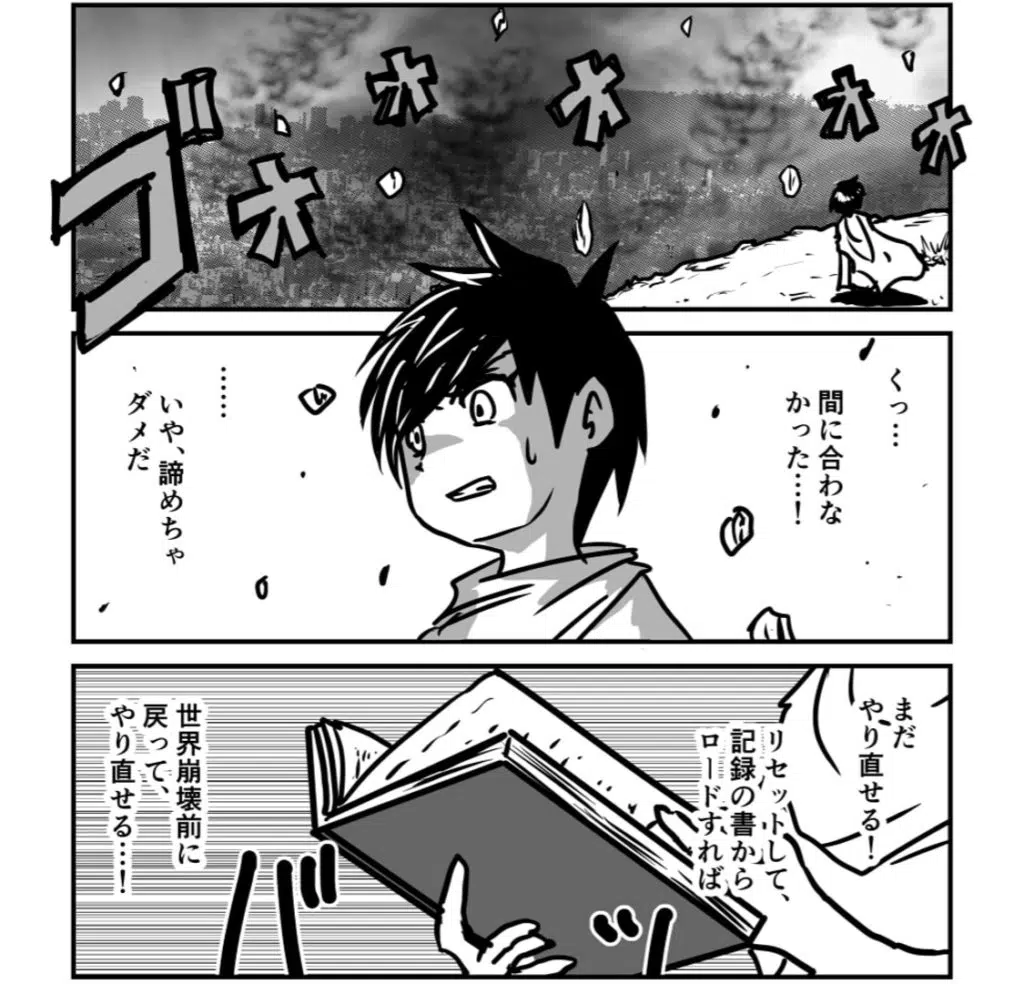 ゴオオオオオ
くっ…
間に合わな
かった…！
……
いや、諦めちゃ
ダメだ
まだ
やり直せる！
リセットして、
記録の書から
ロードすれば
世界崩壊前に
戻って、
やり直せる…！
バッ